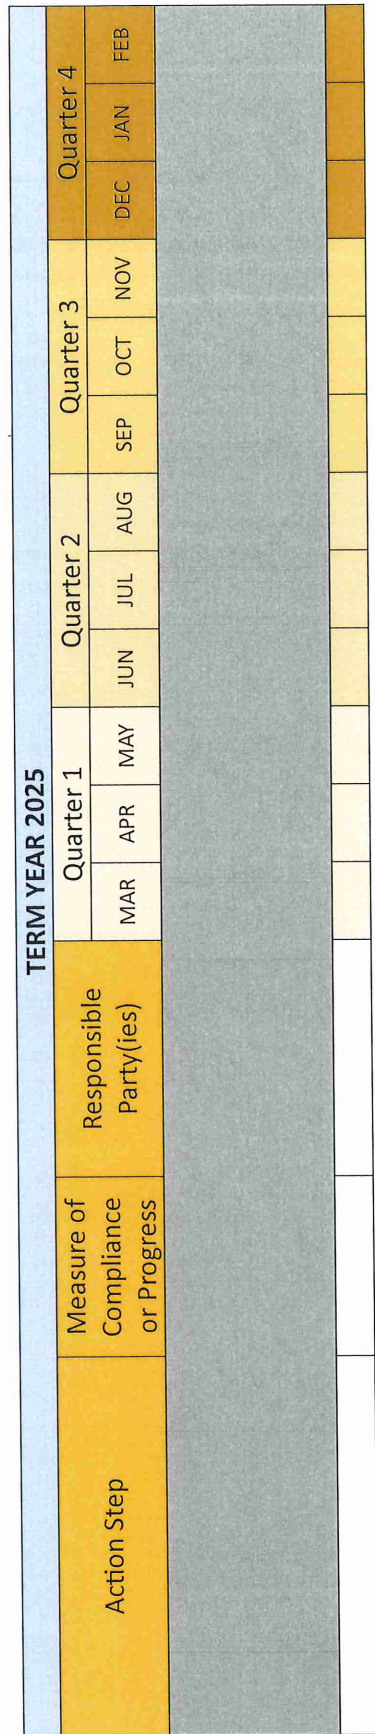 TERM YEAR 2025
Action Step
Measure of
Compliance
or Progress
Responsible
Party(ies)
Quarter 1
Quarter 2
Quarter 3
Quarter 4
MAR
APR
MAY
JUN
JUL
AUG
SEP
OCT
NOV
DEC
JAN
FEB